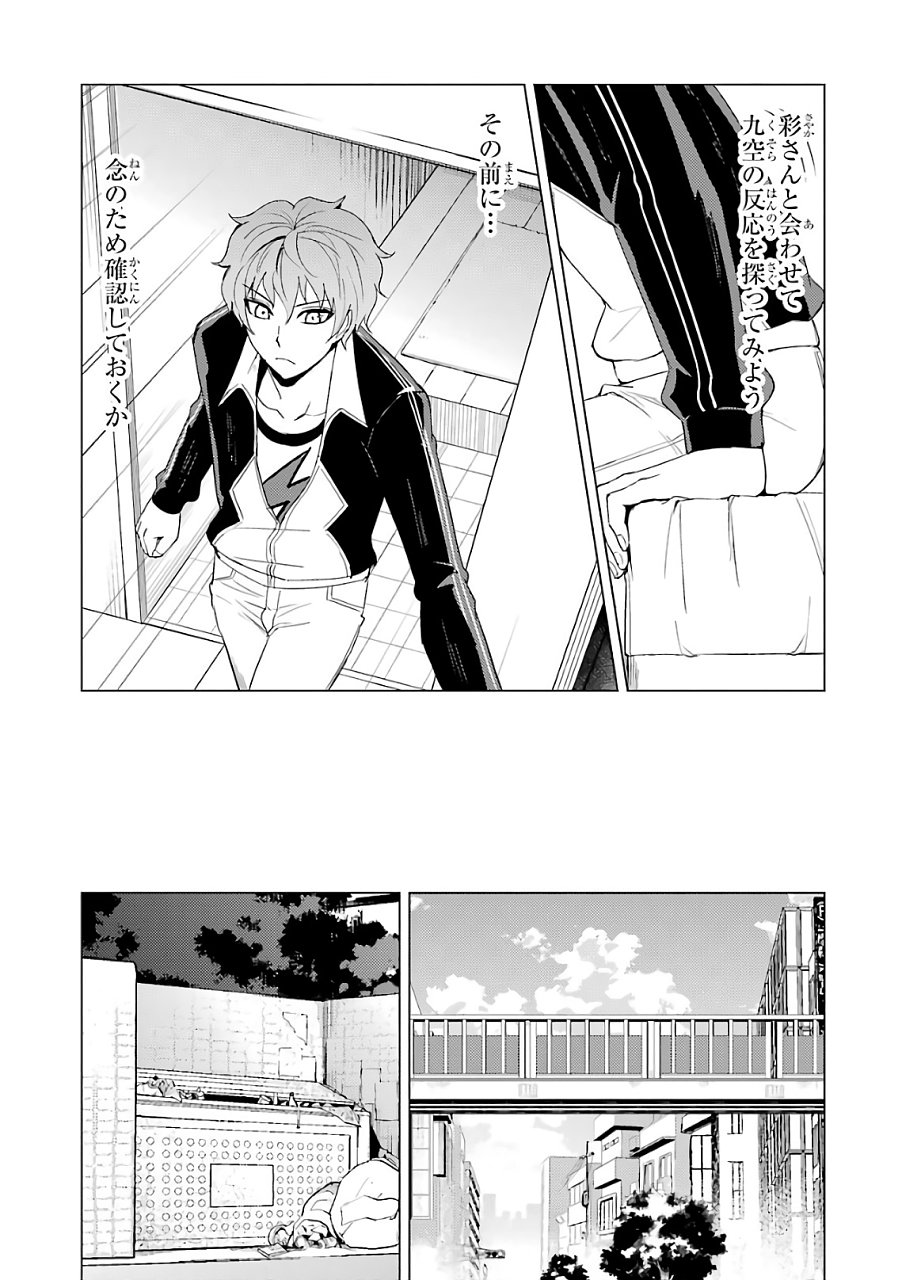 彩さんと会わせて
九空の反応を探ってみよう
その前に…
念のため確認しておくか